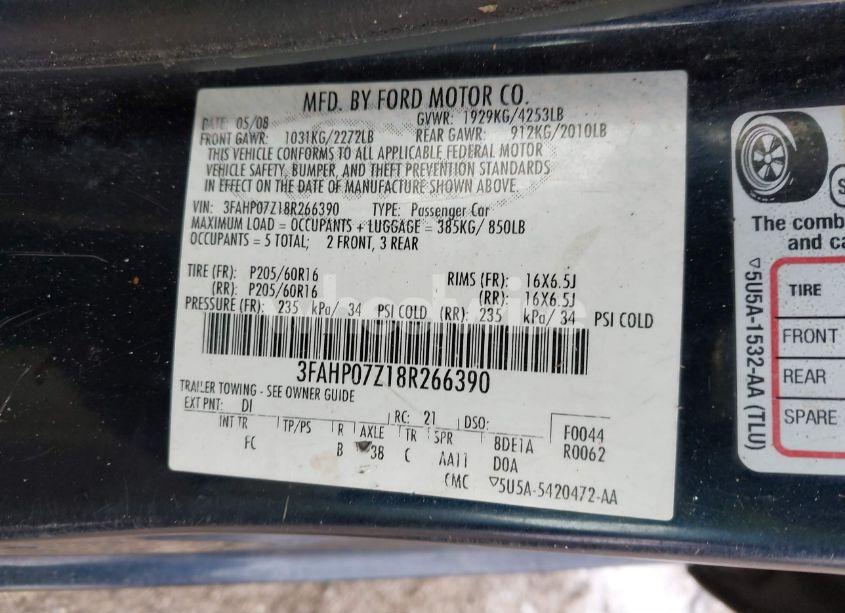 MFD. BY FORD MOTOR CO.
DATE: 05/08 GVWR: 1929KG/4253LB
FRONT GAWR: 1031KG/2272LB REAR GAWR: 912KG/2010LB
THIS VEHICLE CONFORMS TO ALL APPLICABLE FEDERAL MOTOR
VEHICLE SAFETY, BUMPER, AND THEFT PREVENTION STANDARDS
IN EFFECT ON THE DATE OF MANUFACTURE SHOWN ABOVE.
VIN: 3FAHP07Z18R266390 TYPE: Passenger Car
MAXIMUM LOAD = OCCUPANTS + LUGGAGE = 385KG/ 850LB
OCCUPANTS = 5 TOTAL; 2 FRONT, 3 REAR
TIRE (FR): P205/60R16 RIMS (FR): 16X6.5J
(RR): P205/60R16 (RR): 16X6.5J
PRESSURE (FR): 235 kPa/ 34 PSI COLD (RR): 235 kPa/ 34 PSI COLD
3FAHP07Z18R266390
TRAILER TOWING - SEE OWNER GUIDE
EXT PNT: DI RC: 21 DSO: F0044
INT TR TP/PS R AXLE TR SPR 8DE1A R0062
FC B 38 C AA11 D0A
CMC ▽5U5A-5420472-AA
The comb
and ca
TIRE
FRONT
REAR
SPARE
▽5U5A-1532-AA (TLU)